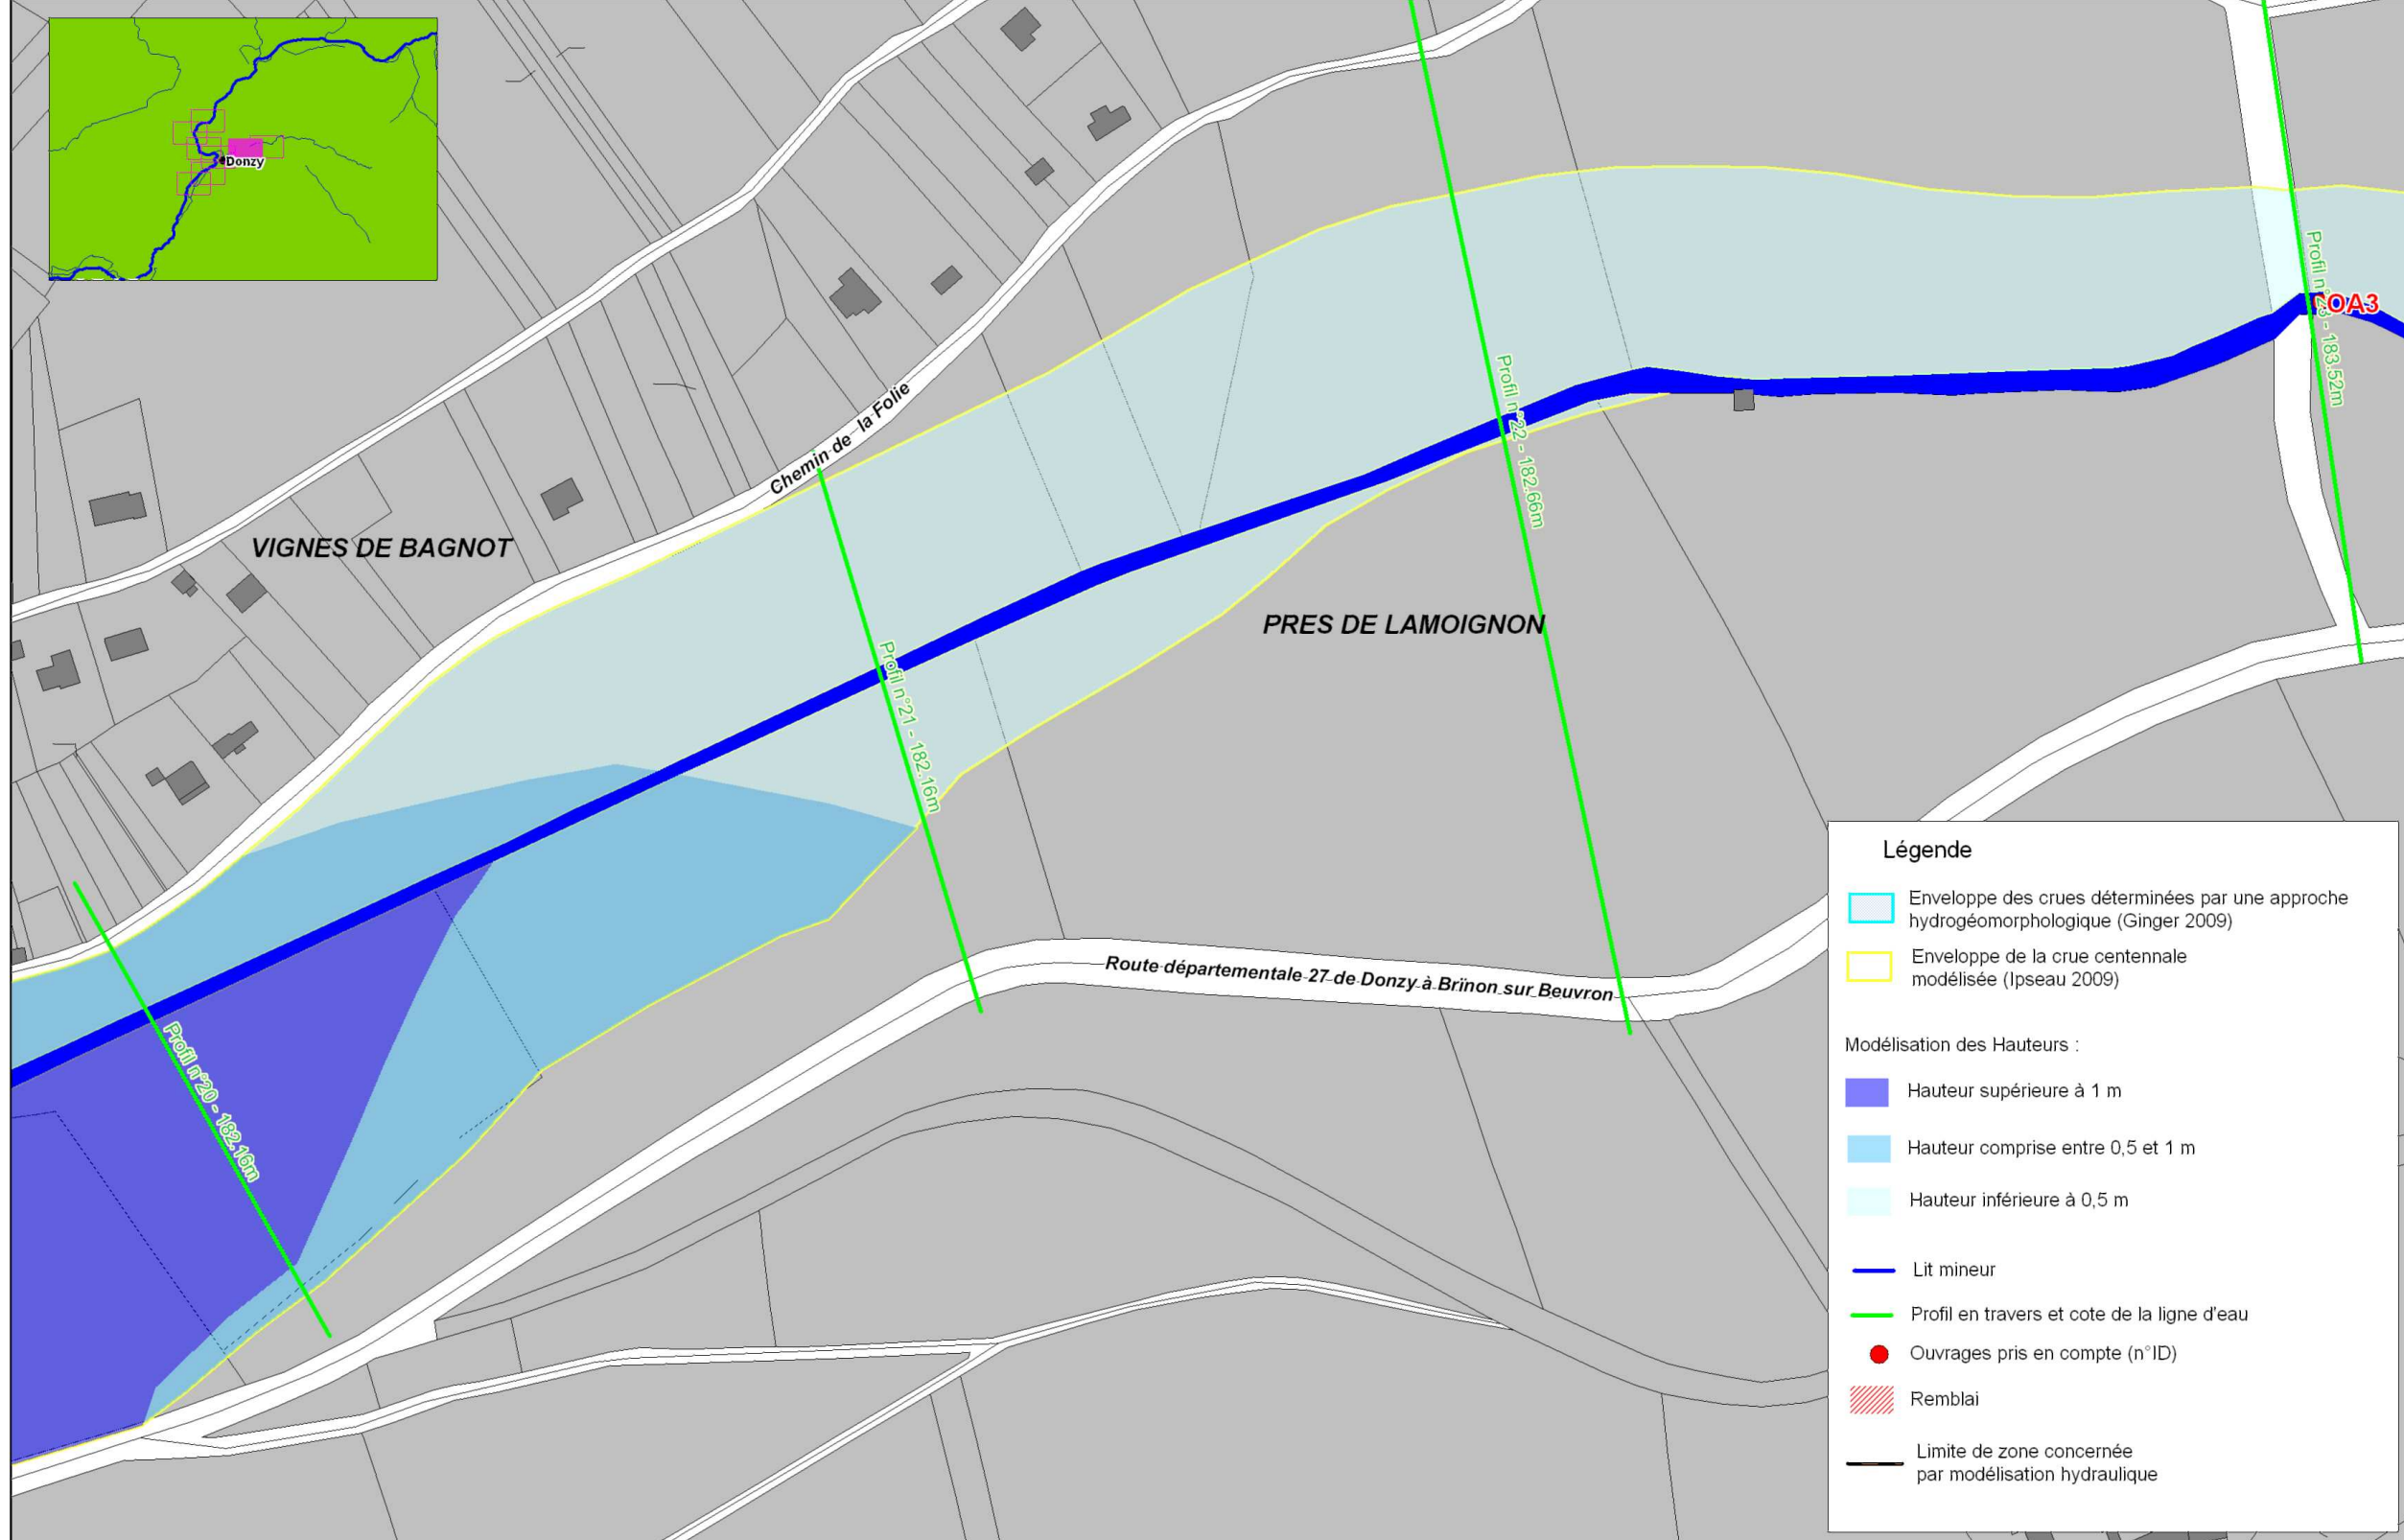 Donzy
Profil n°23 - 183.52m
OA3
Profil n°22 - 182.66m
Chemin de la Folie
VIGNES DE BAGNOT
PRES DE LAMOIGNON
Profil n°21 - 182.16m
Route départementale 27 de Donzy à Brinon sur Beuvron
Profil n°20 - 182.16m
Légende
Enveloppe des crues déterminées par une approche
hydrogéomorphologique (Ginger 2009)
Enveloppe de la crue centennale
modélisée (Ipseau 2009)
Modélisation des Hauteurs :
Hauteur supérieure à 1 m
Hauteur comprise entre 0,5 et 1 m
Hauteur inférieure à 0,5 m
Lit mineur
Profil en travers et cote de la ligne d'eau
Ouvrages pris en compte (n°ID)
Remblai
Limite de zone concernée
par modélisation hydraulique